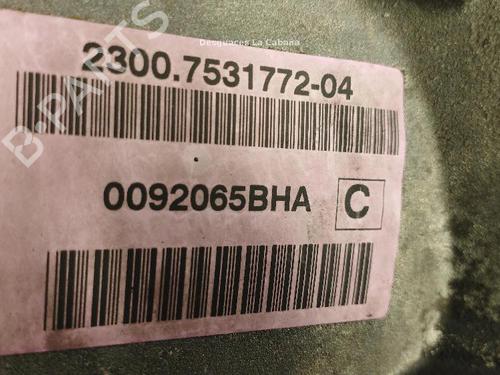 Desguaces La Cabaña
2300.7531772-04
B-PARTS
0092065BHA C